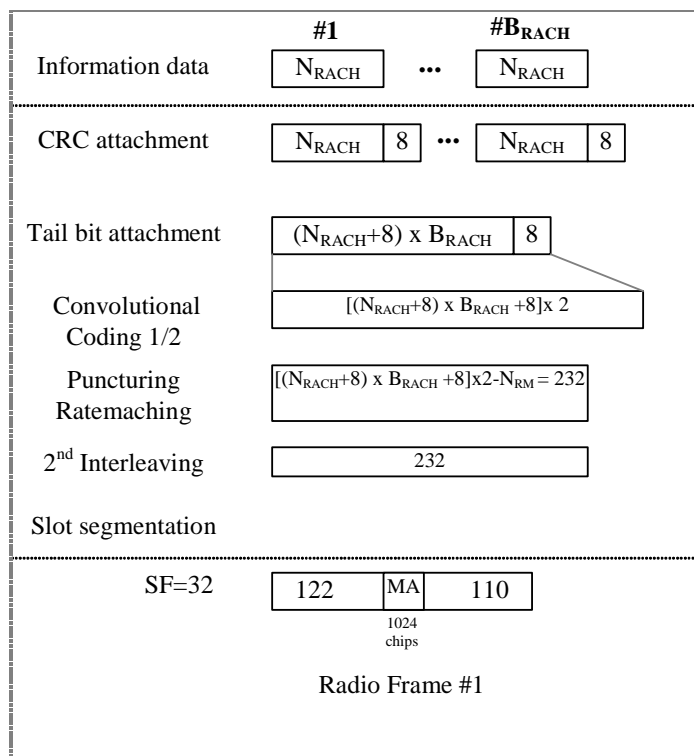 #1 #B_RACH
Information data N_RACH ... N_RACH
CRC attachment N_RACH 8 ... N_RACH 8
Tail bit attachment (N_RACH+8) x B_RACH 8
Convolutional
Coding 1/2
[(N_RACH+8) x B_RACH +8]x 2
Puncturing
Ratemaching
[(N_RACH+8) x B_RACH +8]x2-N_RM = 232
2nd Interleaving 232
Slot segmentation
SF=32 122 MA 110
1024
chips
Radio Frame #1